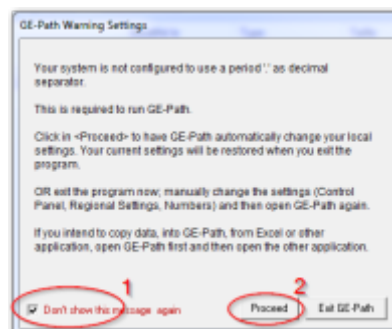 GE-Path Warning Settings
Your system is not configured to use a period '.' as decimal
separator.
This is required to run GE-Path.
Click in <Proceed> to have GE-Path automatically change your local
settings. Your current settings will be restored when you exit the
program.
OR exit the program now, manually change the settings (Control
Panel, Regional Settings, Numbers) and then open GE-Path again.
If you intend to copy data, into GE-Path, from Excel or other
application, open GE-Path first and then open the other application.
1
2
Don't show this message again
Proceed
Exit GE-Path